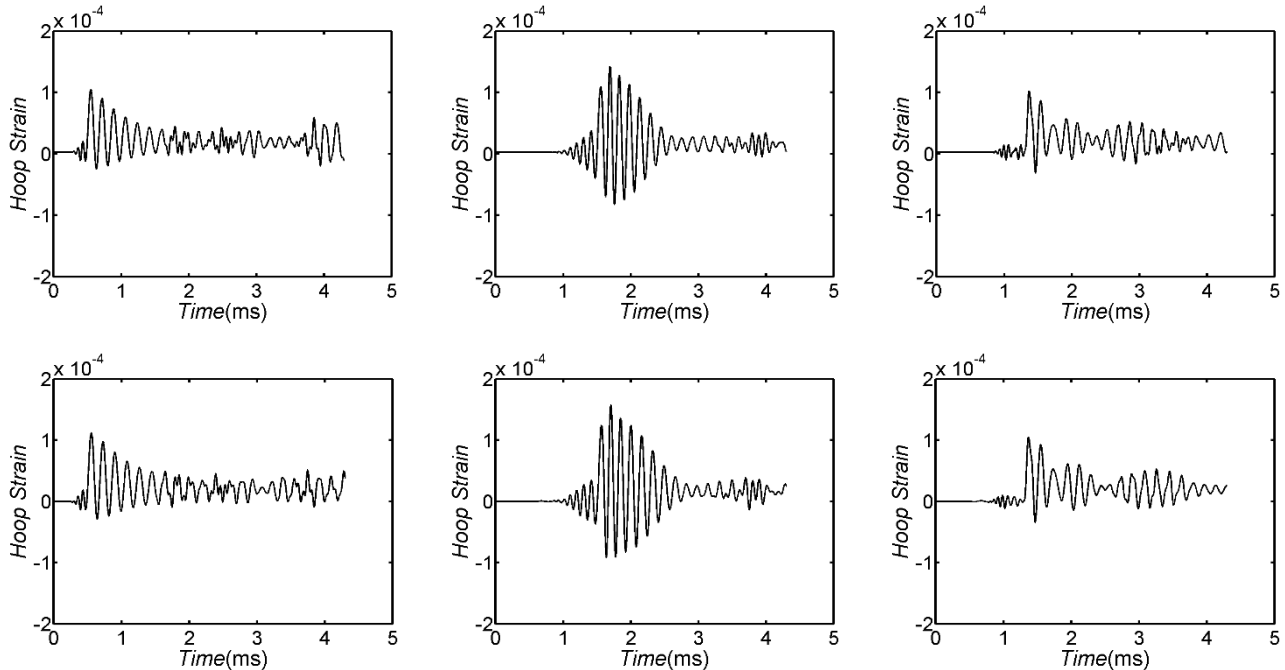 × 10⁻⁴ × 10⁻⁴ × 10⁻⁴
2 2 2
1 1 1
0 0 0
-1 -1 -1
-2 -2 -2
Hoop Strain Hoop Strain Hoop Strain
0 1 2 3 4 5 0 1 2 3 4 5 0 1 2 3 4 5
Time(ms) Time(ms) Time(ms)
× 10⁻⁴ × 10⁻⁴ × 10⁻⁴
2 2 2
1 1 1
0 0 0
-1 -1 -1
-2 -2 -2
Hoop Strain Hoop Strain Hoop Strain
0 1 2 3 4 5 0 1 2 3 4 5 0 1 2 3 4 5
Time(ms) Time(ms) Time(ms)